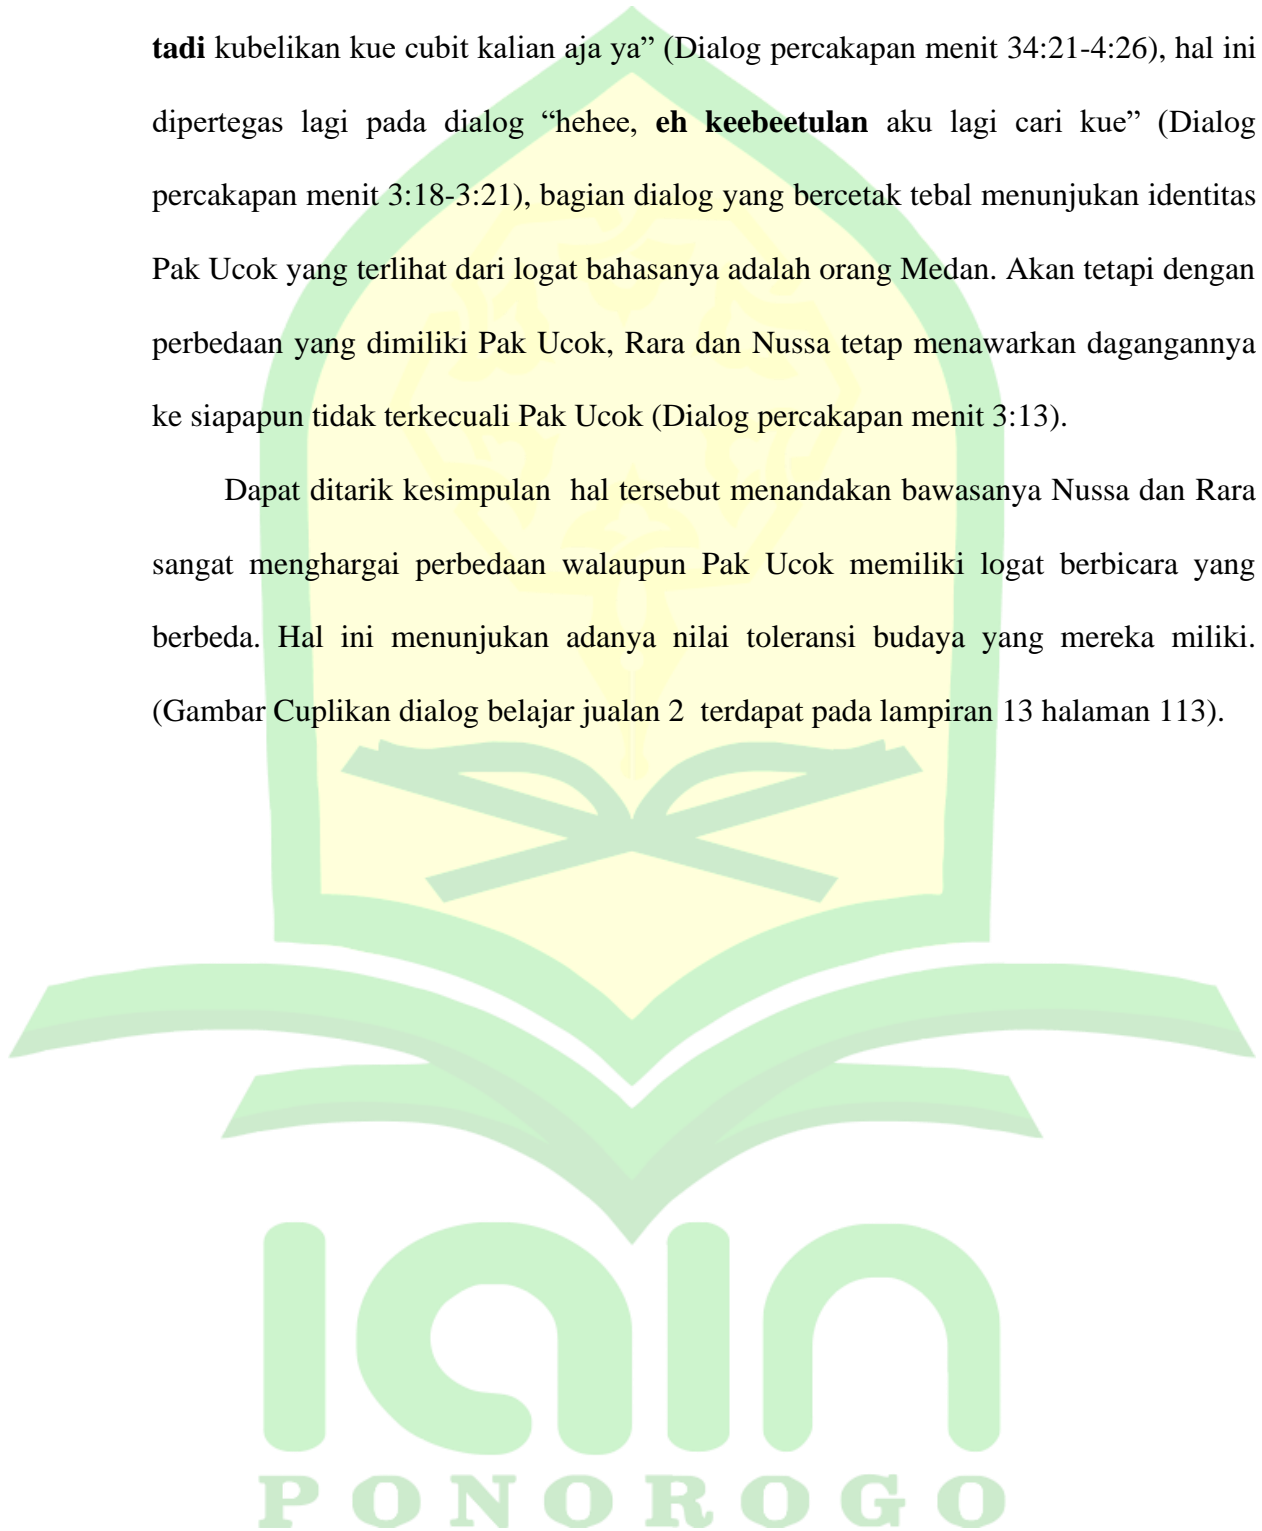 tadi kubelikan kue cubit kalian aja ya” (Dialog percakapan menit 34:21-4:26), hal ini
dipertegas lagi pada dialog “hehee, eh keebeetulan aku lagi cari kue” (Dialog
percakapan menit 3:18-3:21), bagian dialog yang bercetak tebal menunjukan identitas
Pak Ucok yang terlihat dari logat bahasanya adalah orang Medan. Akan tetapi dengan
perbedaan yang dimiliki Pak Ucok, Rara dan Nussa tetap menawarkan dagangannya
ke siapapun tidak terkecuali Pak Ucok (Dialog percakapan menit 3:13).
Dapat ditarik kesimpulan hal tersebut menandakan bawasanya Nussa dan Rara
sangat menghargai perbedaan walaupun Pak Ucok memiliki logat berbicara yang
berbeda. Hal ini menunjukan adanya nilai toleransi budaya yang mereka miliki.
(Gambar Cuplikan dialog belajar jualan 2 terdapat pada lampiran 13 halaman 113).
iain
PONOROGO